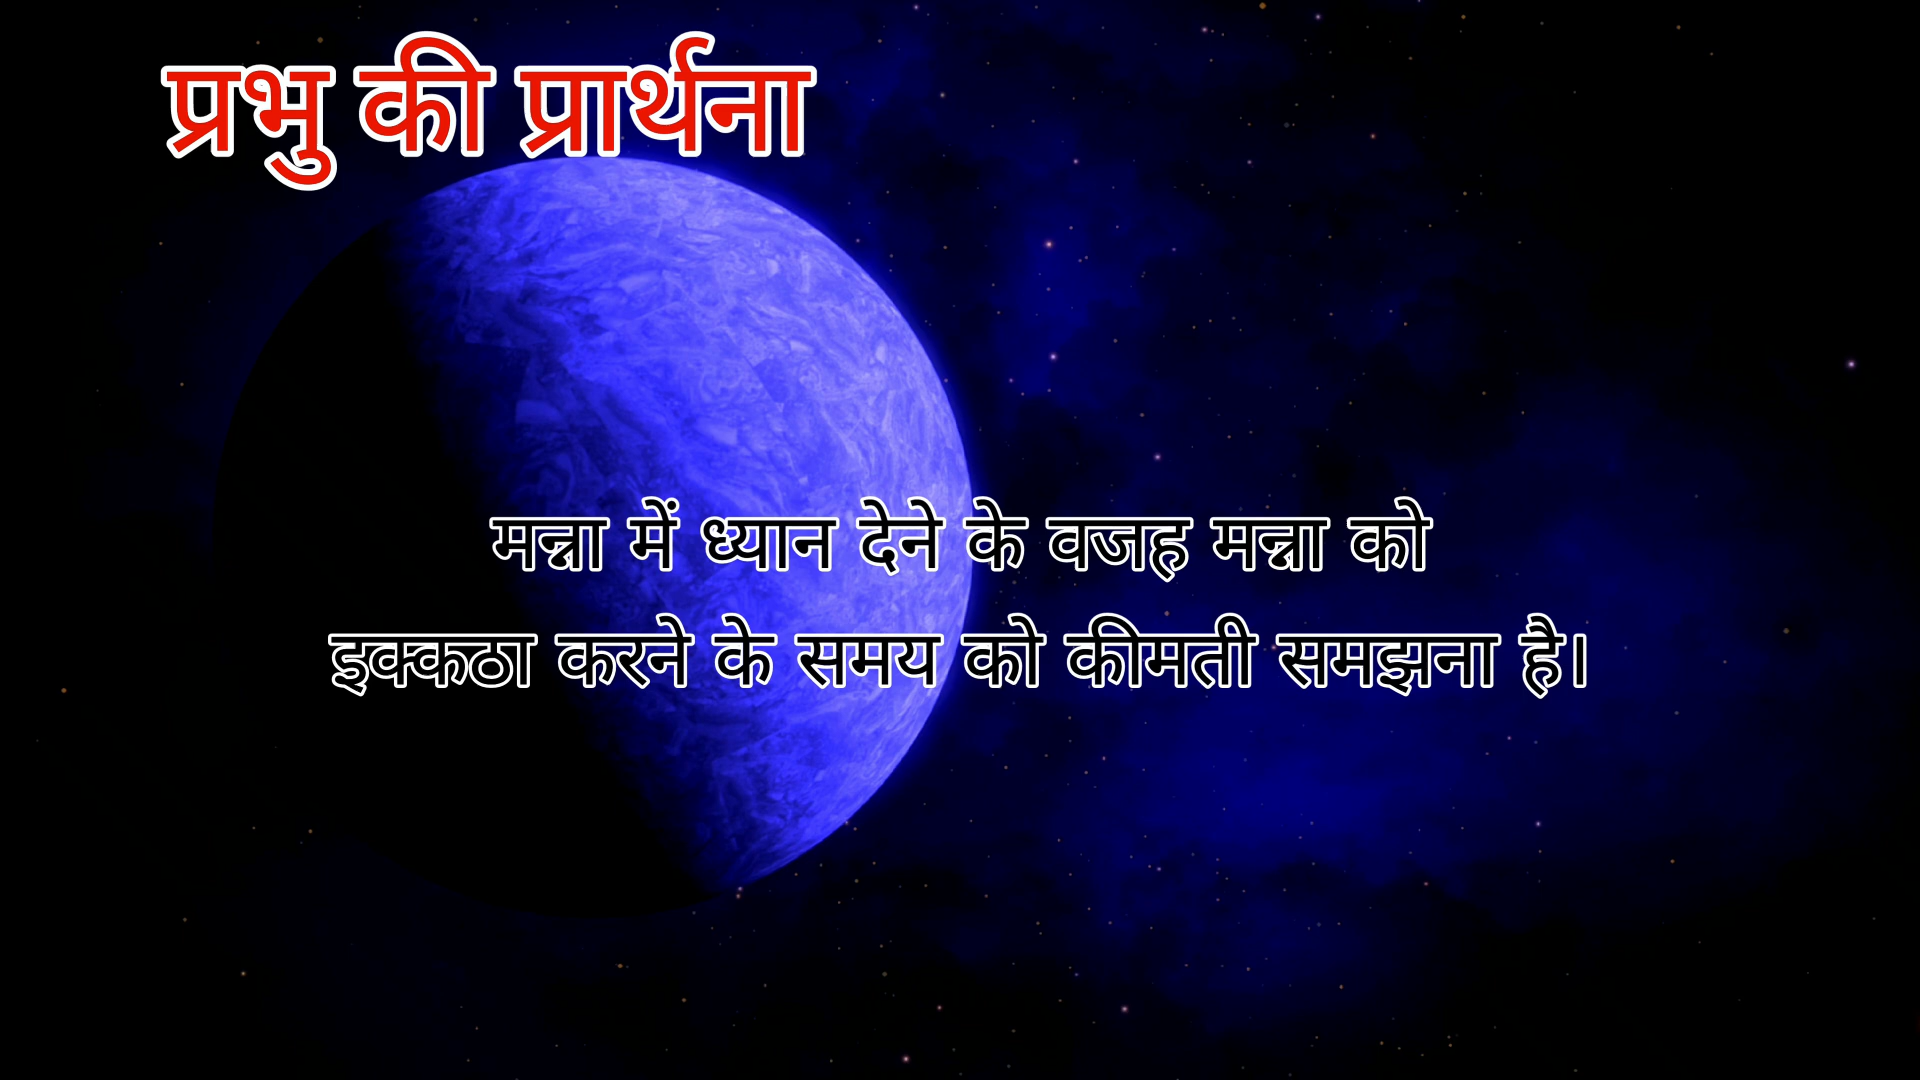 प्रभु की प्रार्थना
मन्ना में ध्यान देने के वजह मन्ना को
इक्कठा करने के समय को कीमती समझना है।